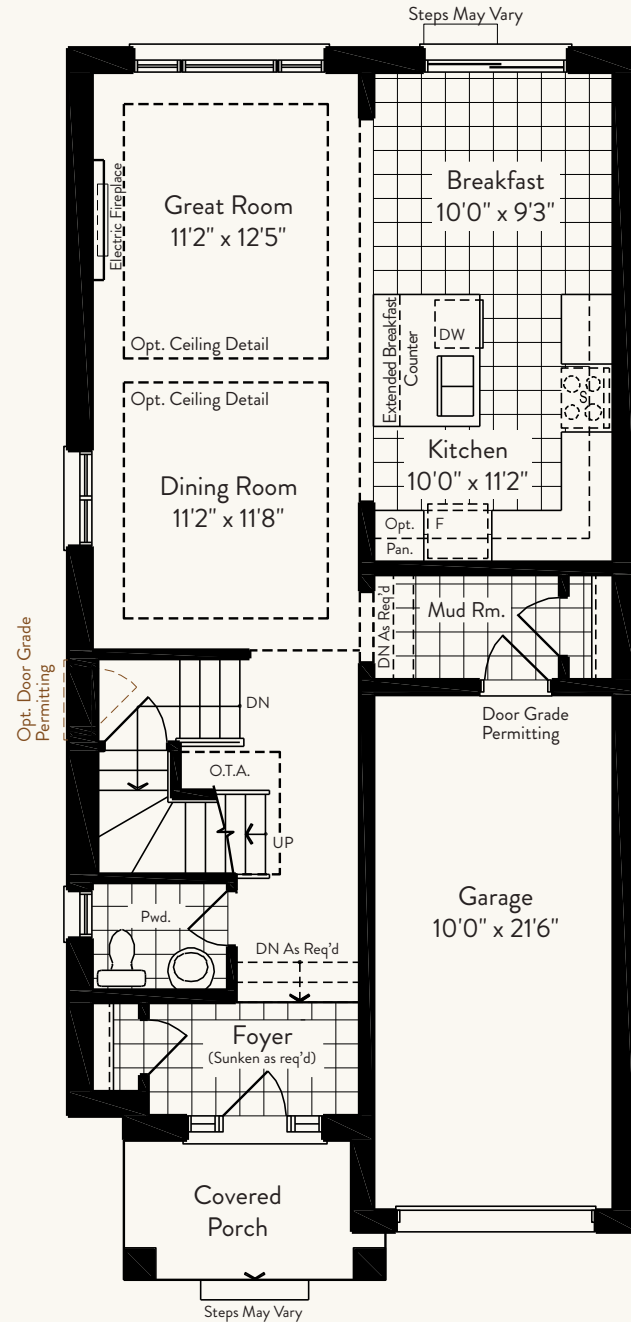 Steps May Vary
Great Room
11'2" x 12'5"
Electric Fireplace
Opt. Ceiling Detail
Breakfast
10'0" x 9'3"
Extended Breakfast
Counter
DW
S
Opt. Ceiling Detail
Dining Room
11'2" x 11'8"
Kitchen
10'0" x 11'2"
Opt.
Pan.
F
DN As Req'd
Mud Rm.
Opt. Door Grade
Permitting
DN
Door Grade
Permitting
O.T.A.
UP
Pwd.
Garage
10'0" x 21'6"
DN As Req'd
Foyer
(Sunken as req'd)
Covered
Porch
Steps May Vary